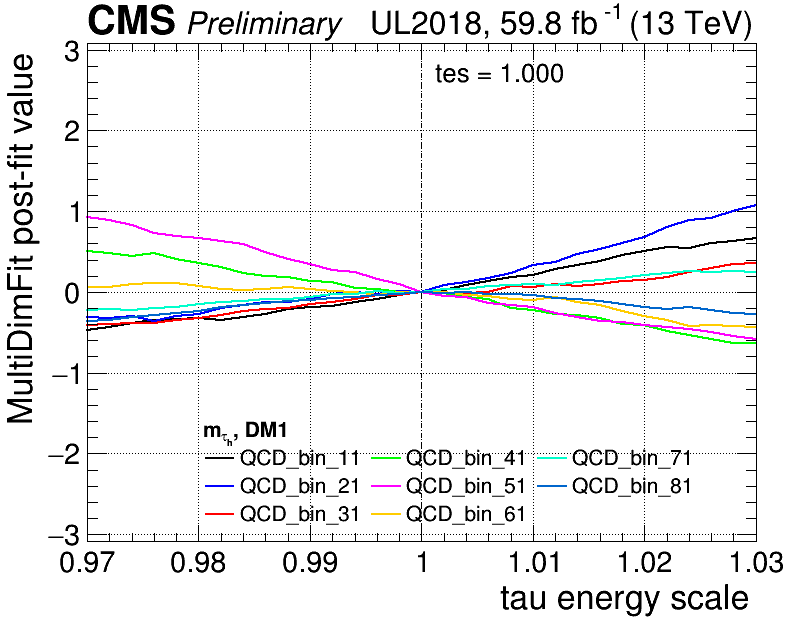 CMS Preliminary UL2018, 59.8 fb⁻¹ (13 TeV)
MultiDimFit post-fit value
3
2
1
0
−1
−2
−3
tes = 1.000
m_τₕ, DM1
QCD_bin_11 QCD_bin_41 QCD_bin_71
QCD_bin_21 QCD_bin_51 QCD_bin_81
QCD_bin_31 QCD_bin_61
0.97 0.98 0.99 1 1.01 1.02 1.03
tau energy scale